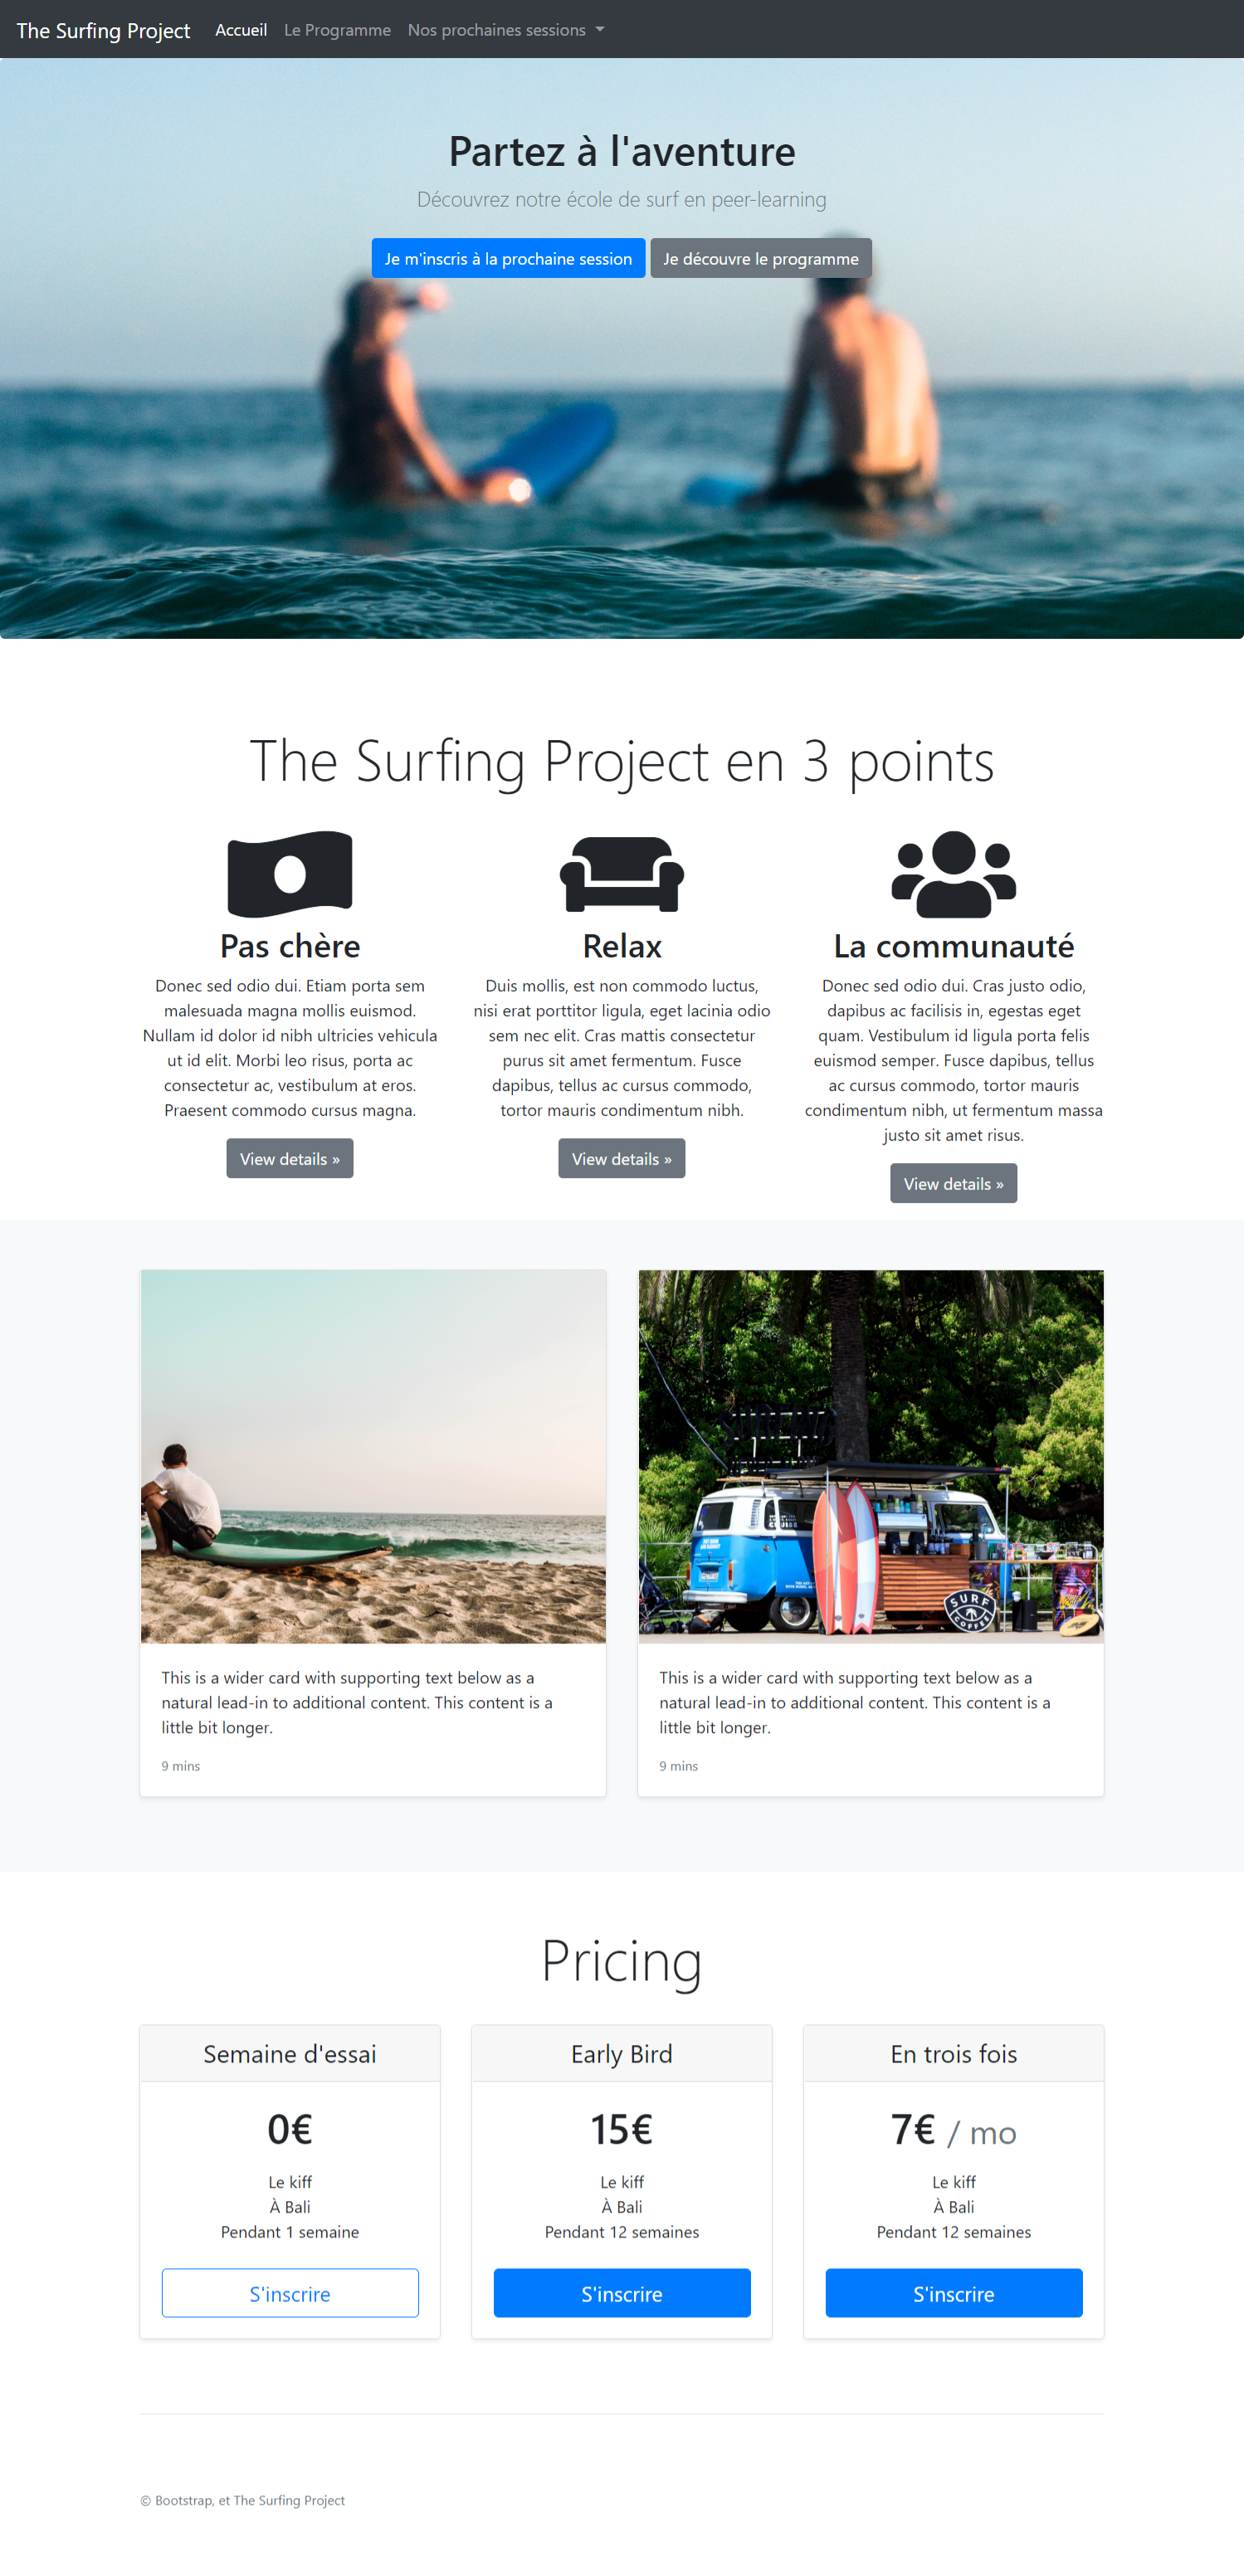 The Surfing Project Accueil Le Programme Nos prochaines sessions
Partez à l'aventure
Découvrez notre école de surf en peer-learning
Je m'inscris à la prochaine session Je découvre le programme
The Surfing Project en 3 points
Pas chère
Donec sed odio dui. Etiam porta sem
malesuada magna mollis euismod.
Nullam id dolor id nibh ultricies vehicula
ut id elit. Morbi leo risus, porta ac
consectetur ac, vestibulum at eros.
Praesent commodo cursus magna.
View details »
Relax
Duis mollis, est non commodo luctus,
nisi erat porttitor ligula, eget lacinia odio
sem nec elit. Cras mattis consectetur
purus sit amet fermentum. Fusce
dapibus, tellus ac cursus commodo,
tortor mauris condimentum nibh.
View details »
La communauté
Donec sed odio dui. Cras justo odio,
dapibus ac facilisis in, egestas eget
quam. Vestibulum id ligula porta felis
euismod semper. Fusce dapibus, tellus
ac cursus commodo, tortor mauris
condimentum nibh, ut fermentum massa
justo sit amet risus.
View details »
This is a wider card with supporting text below as a
natural lead-in to additional content. This content is a
little bit longer.
9 mins
SURFING
SURF
COFFEE
This is a wider card with supporting text below as a
natural lead-in to additional content. This content is a
little bit longer.
9 mins
Pricing
Semaine d'essai
0€
Le kiff
À Bali
Pendant 1 semaine
S'inscrire
Early Bird
15€
Le kiff
À Bali
Pendant 12 semaines
S'inscrire
En trois fois
7€ / mo
Le kiff
À Bali
Pendant 12 semaines
S'inscrire
© Bootstrap, et The Surfing Project